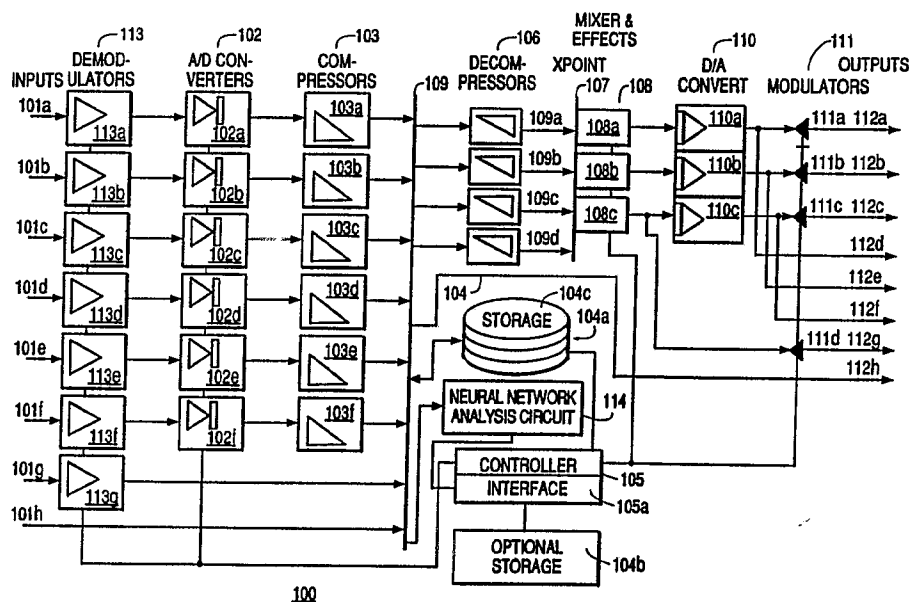 MIXER &
EFFECTS
113
102
103
106
110
111
DEMOD-
ULATORS
A/D CON-
VERTERS
COM-
PRESSORS
109
DECOM-
PRESSORS
XPOINT
107
108
D/A
CONVERT
MODULATORS
OUTPUTS
INPUTS
101a
113a
102a
103a
109a
108a
110a
111a 112a
101b
113b
102b
103b
109b
108b
110b
111b 112b
101c
113c
102c
103c
109c
108c
110c
111c 112c
109d
112d
101d
113d
102d
103d
104
104c
112e
STORAGE
104a
112f
101e
113e
102e
103e
111d 112g
112h
101f
113f
102f
103f
NEURAL NETWORK
ANALYSIS CIRCUIT
114
101g
113g
CONTROLLER
105
INTERFACE
105a
101h
OPTIONAL
STORAGE
104b
100